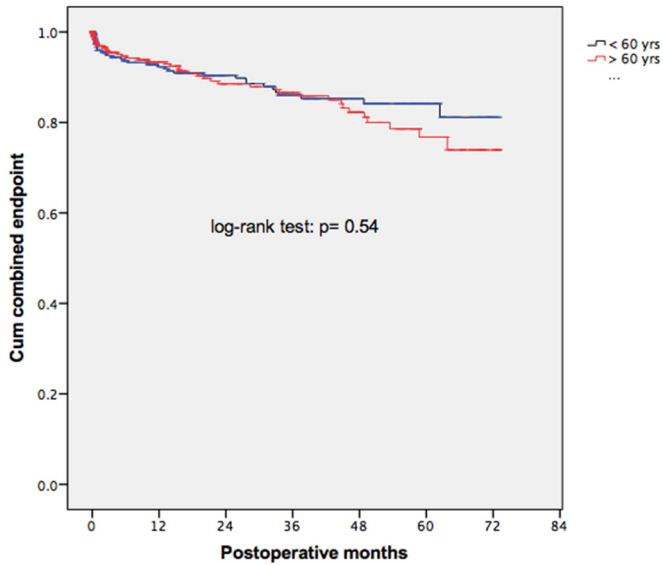 1.0
0.8
0.6
0.4
0.2
0.0
Cum combined endpoint
log-rank test: p= 0.54
0 12 24 36 48 60 72 84
Postoperative months
< 60 yrs
> 60 yrs
...